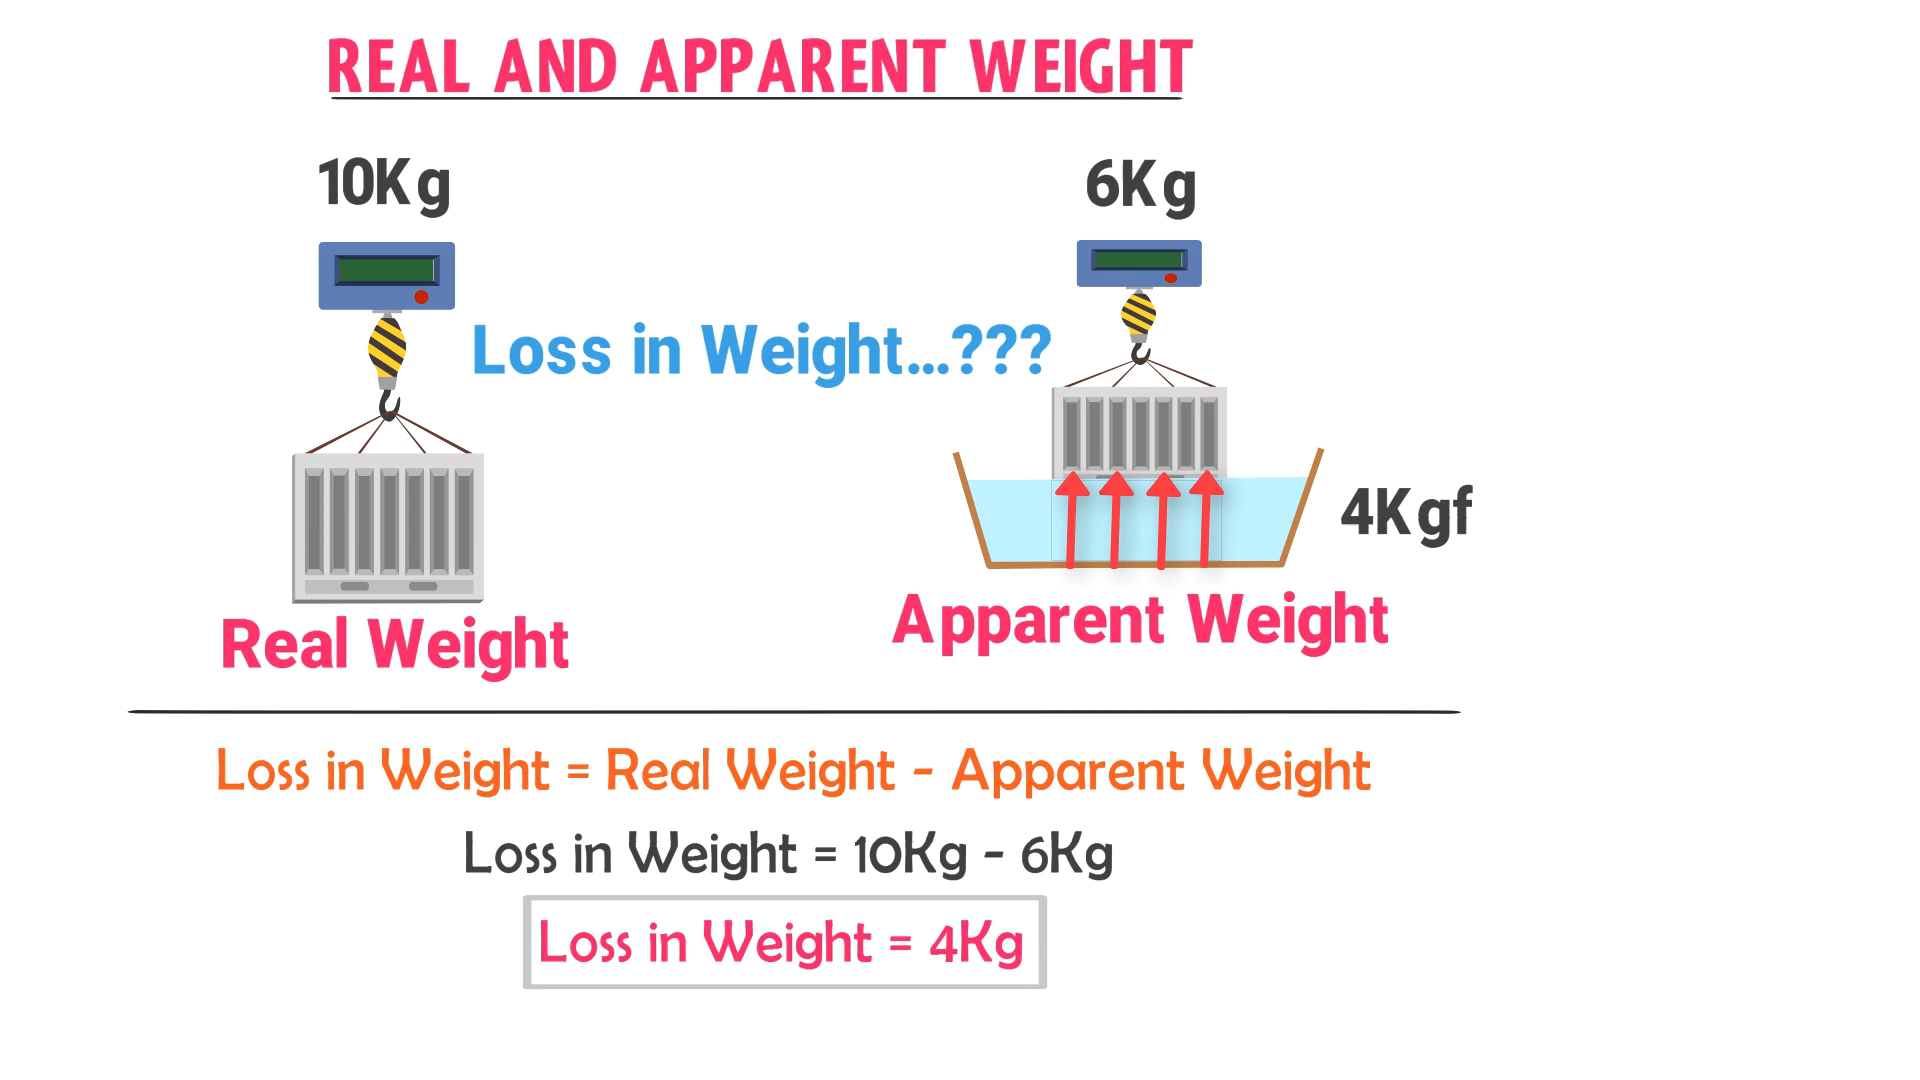 REAL AND APPARENT WEIGHT
10Kg
6Kg
Loss in Weight...???
4Kgf
Real Weight
Apparent Weight
Loss in Weight = Real Weight - Apparent Weight
Loss in Weight = 10Kg - 6Kg
Loss in Weight = 4Kg